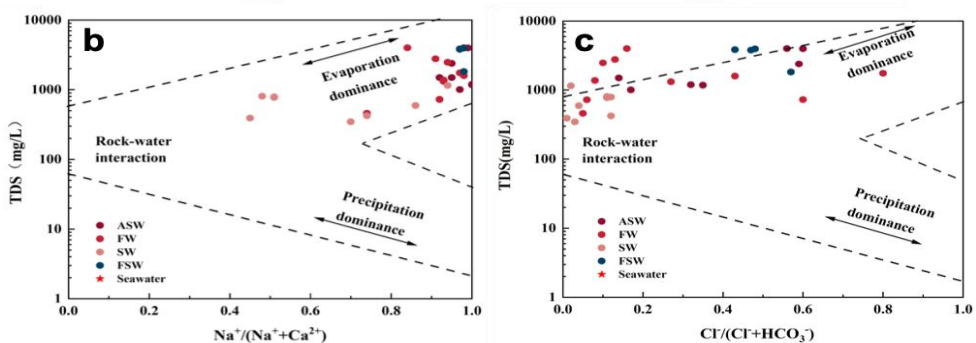 b
10000
1000
100
10
1
TDS (mg/L)
Evaporation
dominance
Rock-water
interaction
Precipitation
dominance
ASW
FW
SW
FSW
Seawater
0.0 0.2 0.4 0.6 0.8 1.0
Na⁺/(Na⁺+Ca²⁺)
c
10000
1000
100
10
1
TDS(mg/L)
Evaporation
dominance
Rock-water
interaction
Precipitation
dominance
ASW
FW
SW
FSW
Seawater
0.0 0.2 0.4 0.6 0.8 1.0
Cl⁻/(Cl⁻+HCO₃⁻)